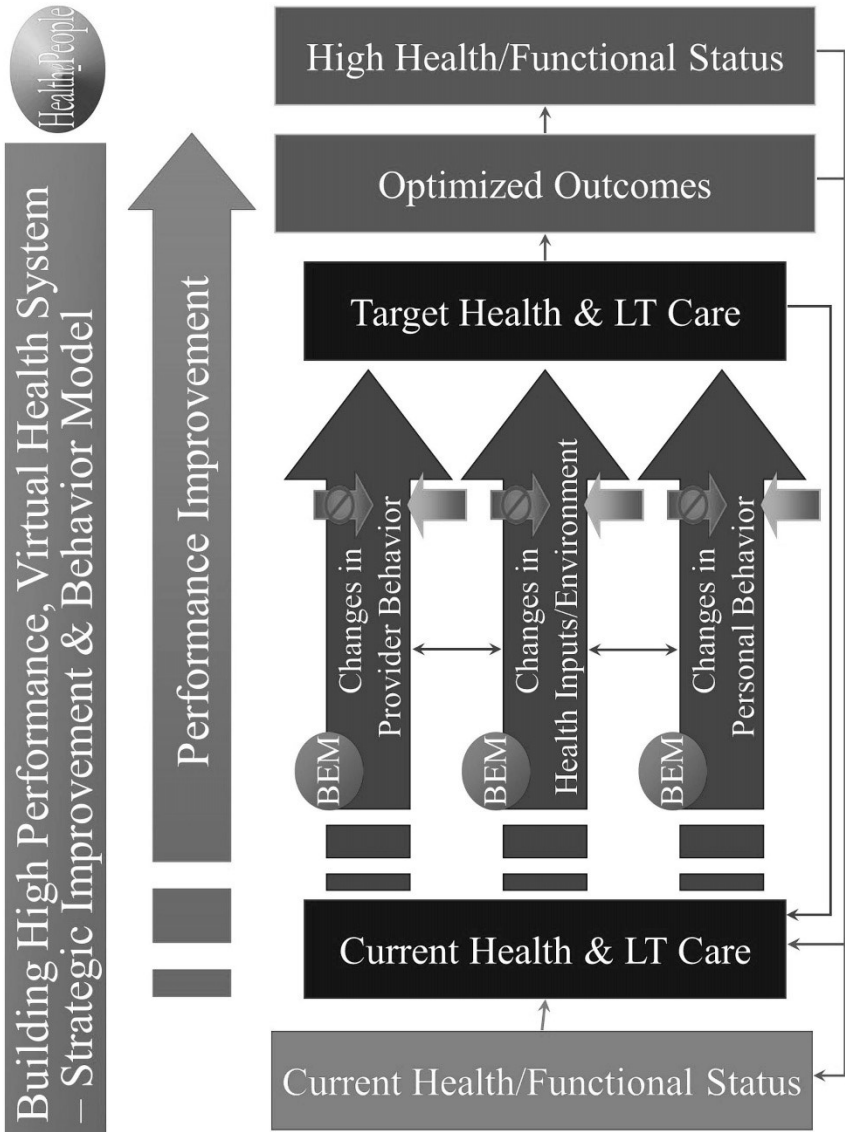 HealthePeople
Building High Performance, Virtual Health System
– Strategic Improvement & Behavior Model
Performance Improvement
High Health/Functional Status
Optimized Outcomes
Target Health & LT Care
Changes in
Provider Behavior
BEM
Changes in
Health Inputs/Environment
BEM
Changes in
Personal Behavior
BEM
Current Health & LT Care
Current Health/Functional Status